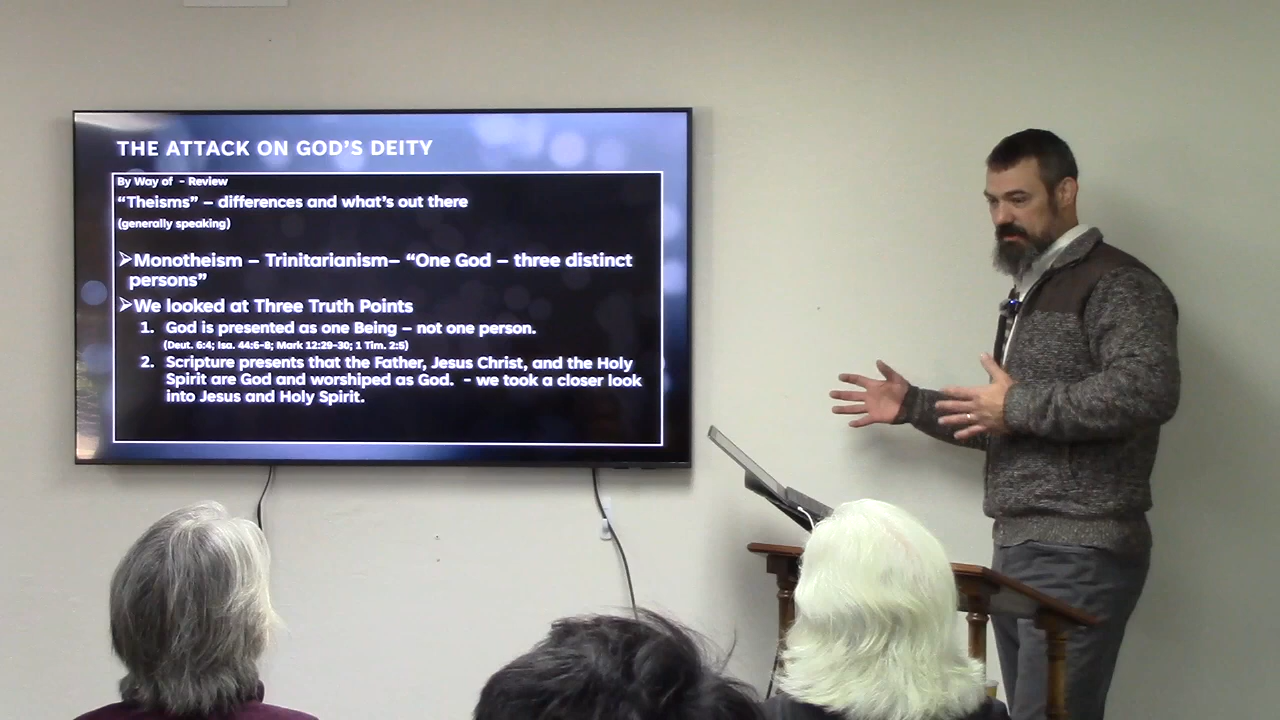 THE ATTACK ON GOD'S DEITY
By Way of - Review
“Theisms” – differences and what's out there
(generally speaking)
➢Monotheism – Trinitarianism– “One God – three distinct
persons”
➢We looked at Three Truth Points
1. God is presented as one Being – not one person.
(Deut. 6:4; Isa. 44:6-8; Mark 12:29-30; 1 Tim. 2:5)
2. Scripture presents that the Father, Jesus Christ, and the Holy
Spirit are God and worshiped as God. - we took a closer look
into Jesus and Holy Spirit.